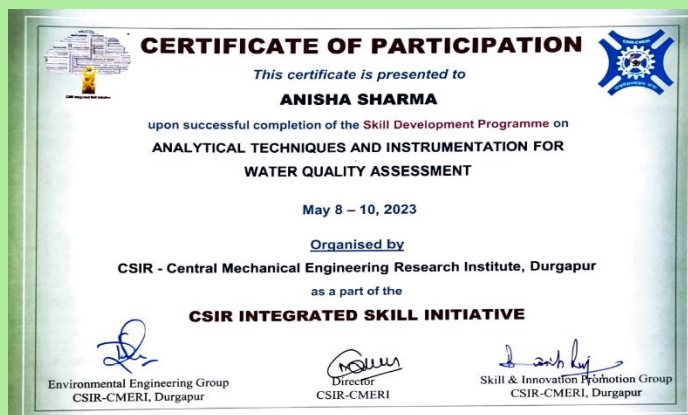 CERTIFICATE OF PARTICIPATION
This certificate is presented to
ANISHA SHARMA
upon successful completion of the Skill Development Programme on
ANALYTICAL TECHNIQUES AND INSTRUMENTATION FOR
WATER QUALITY ASSESSMENT
May 8 – 10, 2023
Organised by
CSIR - Central Mechanical Engineering Research Institute, Durgapur
as a part of the
CSIR INTEGRATED SKILL INITIATIVE
Environmental Engineering Group
CSIR-CMERI, Durgapur
Director
CSIR-CMERI
Skill & Innovation Promotion Group
CSIR-CMERI, Durgapur